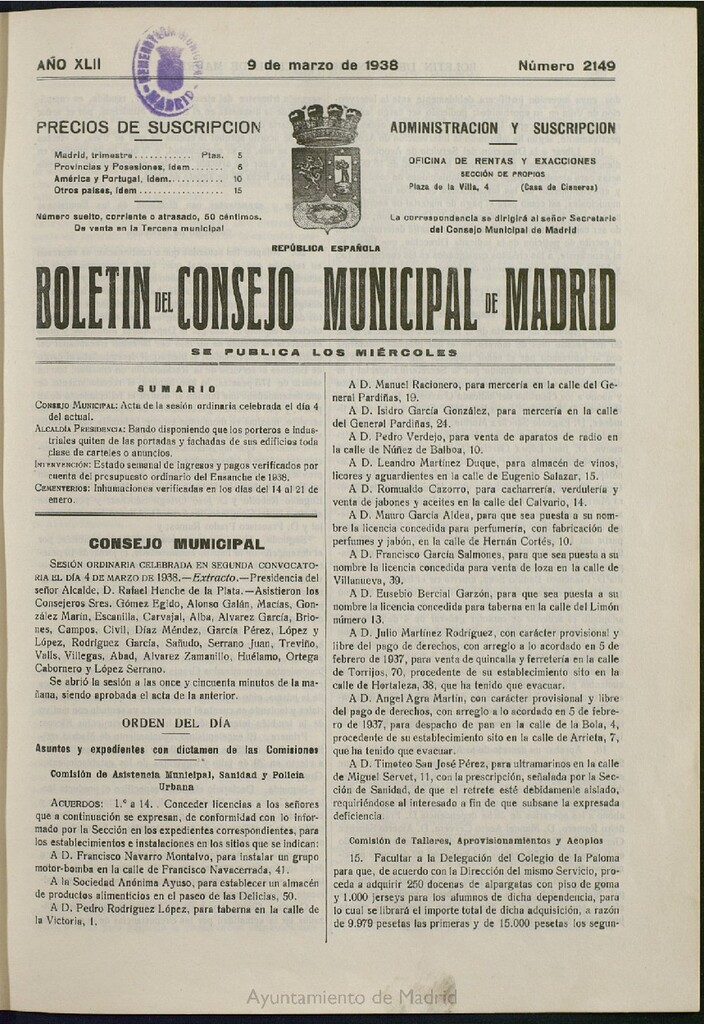 AÑO XLII
9 de marzo de 1938
Número 2149
HEMEROTECA MUNICIPAL
MADRID
PRECIOS DE SUSCRIPCION
Madrid, trimestre............ Ptas. 5
Provincias y Posesiones, ídem....... 6
América y Portugal, ídem........... 10
Otros países, ídem................. 15
Número suelto, corriente o atrasado, 50 céntimos.
De venta en la Tercena municipal
ADMINISTRACION Y SUSCRIPCION
OFICINA DE RENTAS Y EXACCIONES
SECCIÓN DE PROPIOS
Plaza de la Villa, 4 (Casa de Cisneros)
La correspondencia se dirigirá al señor Secretario
del Consejo Municipal de Madrid
REPÚBLICA ESPAÑOLA
BOLETIN DEL CONSEJO MUNICIPAL DE MADRID
SE PUBLICA LOS MIÉRCOLES
SUMARIO
CONSEJO MUNICIPAL: Acta de la sesión ordinaria celebrada el día 4
del actual.
ALCALDÍA PRESIDENCIA: Bando disponiendo que los porteros e indus-
triales quiten de las portadas y fachadas de sus edificios toda
clase de carteles o anuncios.
INTERVENCIÓN: Estado semanal de ingresos y pagos verificados por
cuenta del presupuesto ordinario del Ensanche de 1938.
CEMENTERIOS: Inhumaciones verificadas en los días del 14 al 21 de
enero.
CONSEJO MUNICIPAL
SESIÓN ORDINARIA CELEBRADA EN SEGUNDA CONVOCATO-
RIA EL DÍA 4 DE MARZO DE 1938.—Extracto.—Presidencia del
señor Alcalde, D. Rafael Henche de la Plata.—Asistieron los
Consejeros Sres. Gómez Egido, Alonso Galán, Macías, Gon-
zález Marín, Escanilla, Carvajal, Alba, Alvarez García, Brio-
nes, Campos, Civil, Díaz Méndez, García Pérez, López y
López, Rodríguez García, Sañudo, Serrano Juan, Treviño,
Valls, Villegas, Abad, Alvarez Zamanillo, Huélamo, Ortega
Cabornero y López Serrano.
Se abrió la sesión a las once y cincuenta minutos de la ma-
ñana, siendo aprobada el acta de la anterior.
ORDEN DEL DÍA
Asuntos y expedientes con dictamen de las Comisiones
Comisión de Asistencia Municipal, Sanidad y Policía
Urbana
ACUERDOS: 1.º a 14. Conceder licencias a los señores
que a continuación se expresan, de conformidad con lo infor-
mado por la Sección en los expedientes correspondientes, para
los establecimientos e instalaciones en los sitios que se indican:
A D. Francisco Navarro Montalvo, para instalar un grupo
motor-bomba en la calle de Francisco Navacerrada, 41.
A la Sociedad Anónima Ayuso, para establecer un almacén
de productos alimenticios en el paseo de las Delicias, 50.
A D. Pedro Rodríguez López, para taberna en la calle de
la Victoria, 1.
A D. Manuel Racionero, para mercería en la calle del Ge-
neral Pardiñas, 19.
A D. Isidro García González, para mercería en la calle
del General Pardiñas, 24.
A D. Pedro Verdejo, para venta de aparatos de radio en
la calle de Núñez de Balboa, 10.
A D. Leandro Martínez Duque, para almacén de vinos,
licores y aguardientes en la calle de Eugenio Salazar, 15.
A D. Romualdo Cazorro, para cacharrería, verdulería y
venta de jabones y aceites en la calle del Calvario, 14.
A D. Mauro García Aldea, para que sea puesta a su nom-
bre la licencia concedida para perfumería, con fabricación de
perfumes y jabón, en la calle de Hernán Cortés, 10.
A D. Francisco García Salmones, para que sea puesta a su
nombre la licencia concedida para venta de loza en la calle de
Villanueva, 39.
A D. Eusebio Bercial Garzón, para que sea puesta a su
nombre la licencia concedida para taberna en la calle del Limón
número 13.
A D. Julio Martínez Rodríguez, con carácter provisional y
libre del pago de derechos, con arreglo a lo acordado en 5 de
febrero de 1937, para venta de quincalla y ferretería en la calle
de Torrijos, 70, procedente de su establecimiento sito en la
calle de Hortaleza, 38, que ha tenido que evacuar.
A D. Angel Agra Martín, con carácter provisional y libre
del pago de derechos, con arreglo a lo acordado en 5 de febre-
ro de 1937, para despacho de pan en la calle de la Bola, 4,
procedente de su establecimiento sito en la calle de Arrieta, 7,
que ha tenido que evacuar.
A D. Timoteo San José Pérez, para ultramarinos en la calle
de Miguel Servet, 11, con la prescripción, señalada por la Sec-
ción de Sanidad, de que el retrete esté debidamente aislado,
requiriéndose al interesado a fin de que subsane la expresada
deficiencia.
Comisión de Talleres, Aprovisionamientos y Acopios
15. Facultar a la Delegación del Colegio de la Paloma
para que, de acuerdo con la Dirección del mismo Servicio, pro-
ceda a adquirir 250 docenas de alpargatas con piso de goma
y 1.000 jerseys para los alumnos de dicha dependencia, para
lo cual se librará el importe total de dicha adquisición, a razón
de 9.979 pesetas las primeras y de 15.000 pesetas los segun-
Ayuntamiento de Madrid